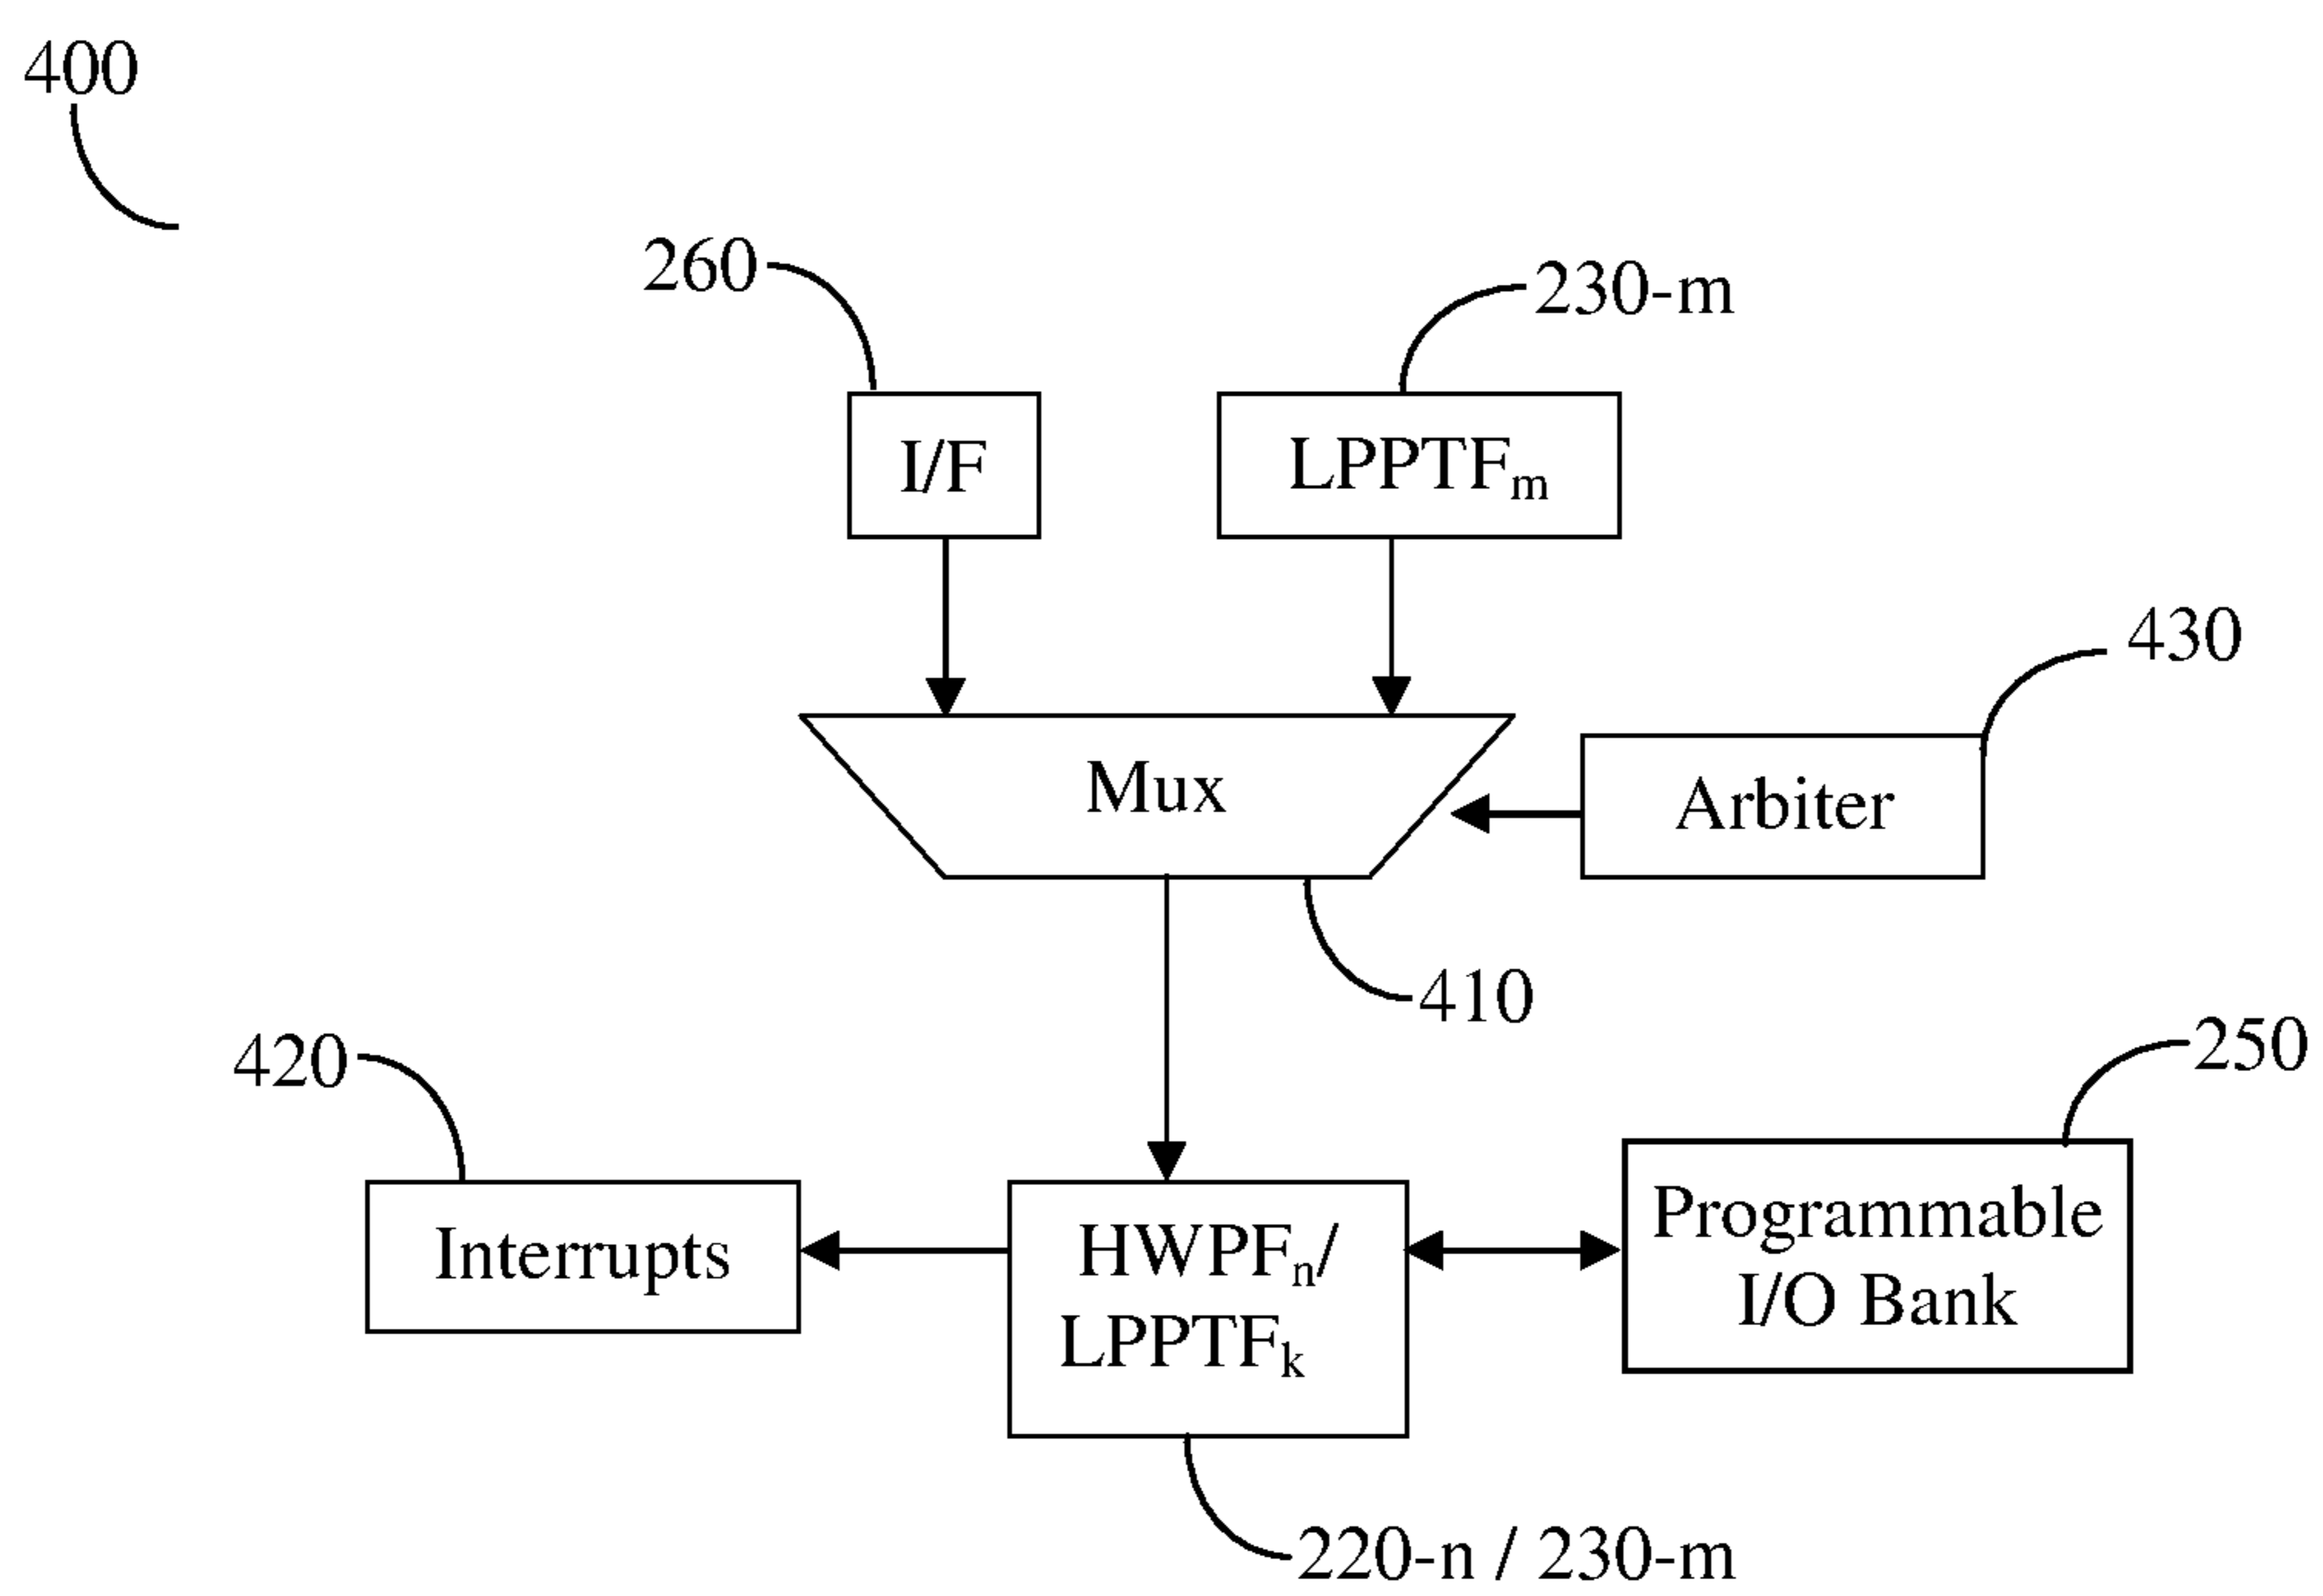 400
260
230-m
I/F
LPPTFm
430
Mux
Arbiter
410
420
250
Interrupts
HWPFn/
LPPTFk
Programmable
I/O Bank
220-n / 230-m